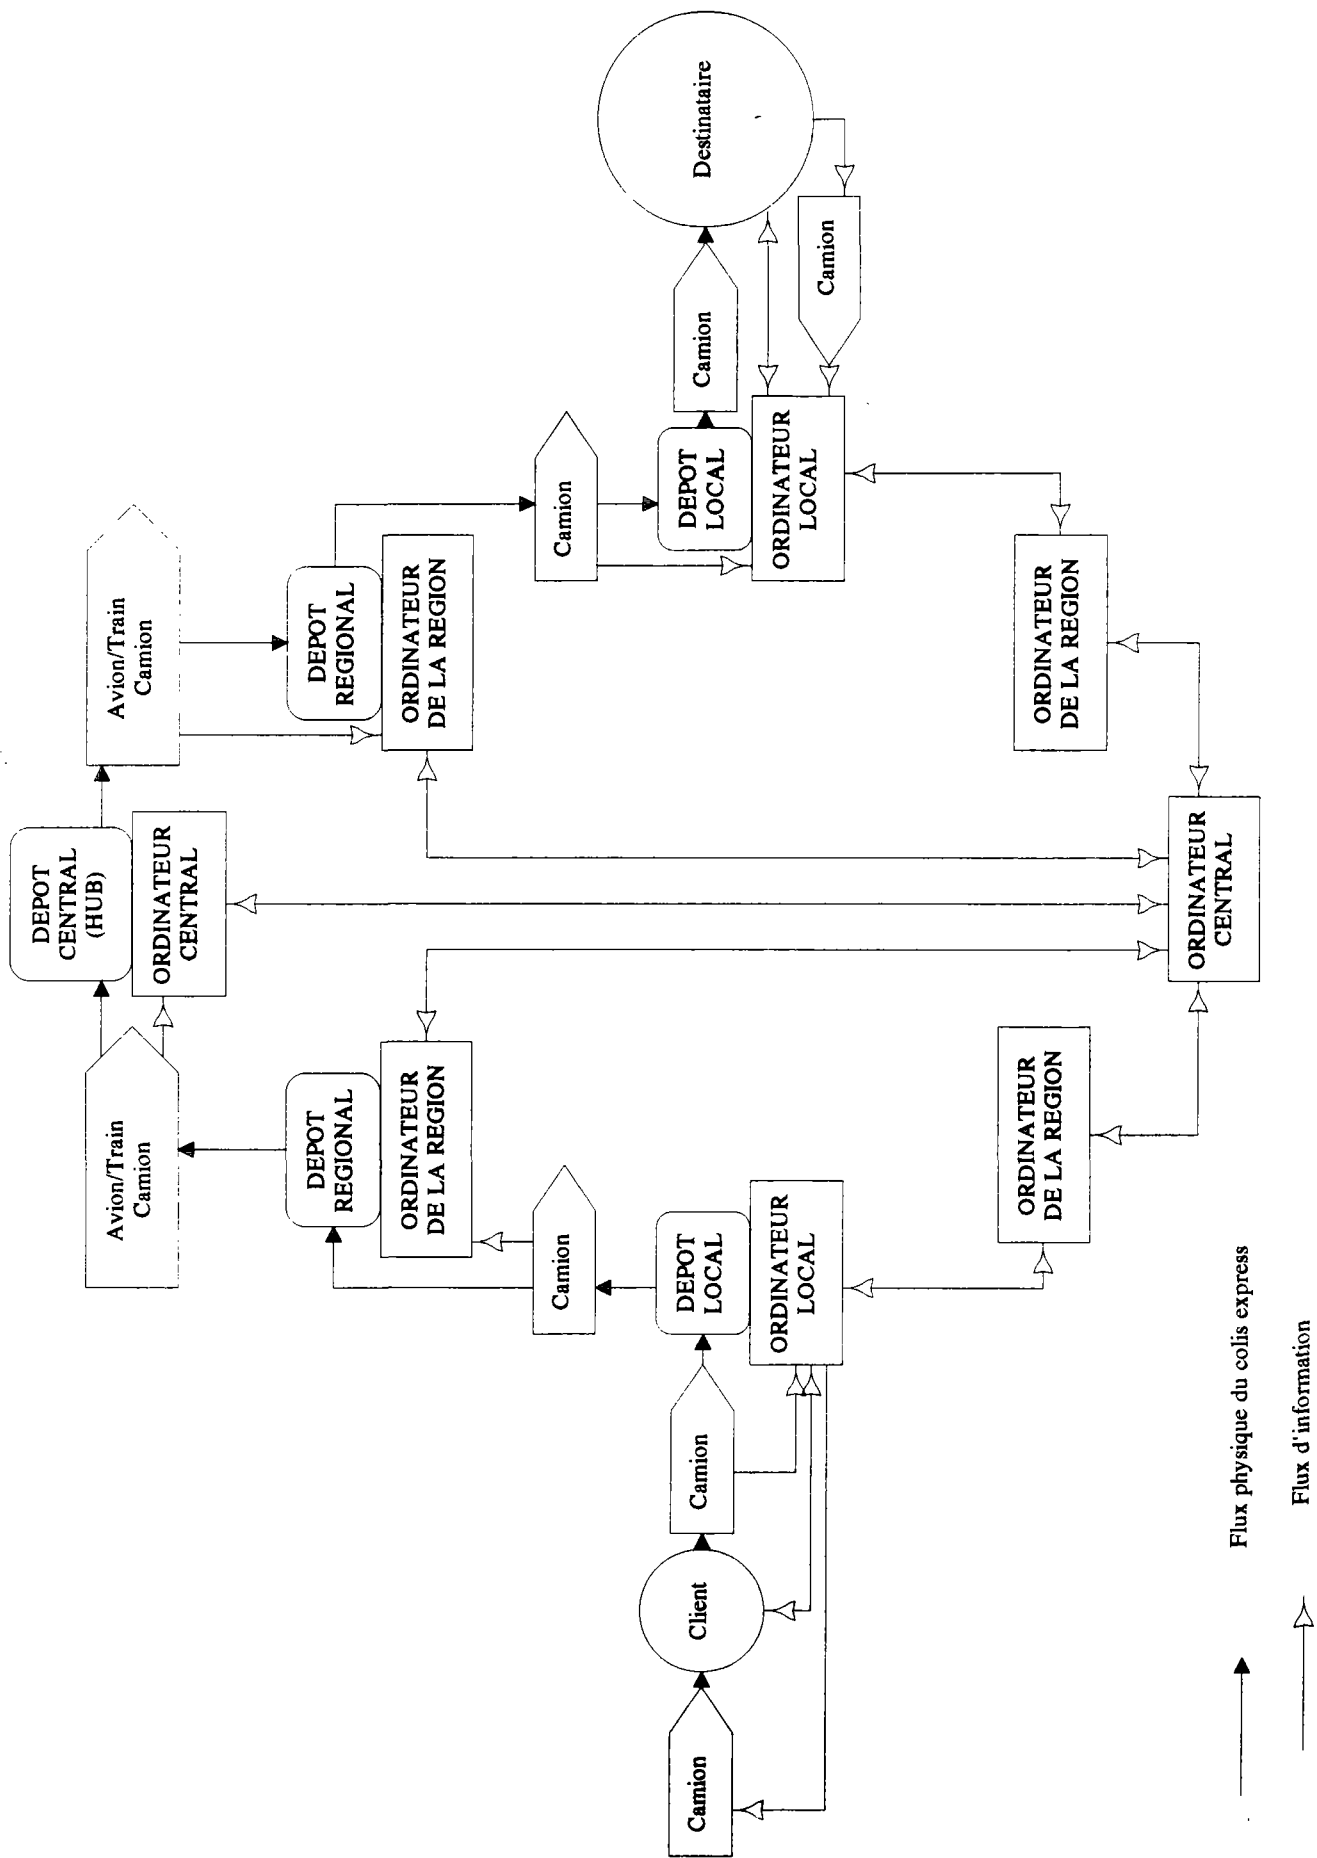 DEPOT
CENTRAL
(HUB)
ORDINATEUR
CENTRAL
Avion/Train
Camion
Avion/Train
Camion
DEPOT
REGIONAL
ORDINATEUR
DE LA REGION
DEPOT
REGIONAL
ORDINATEUR
DE LA REGION
Camion
Camion
Camion
Client
Camion
DEPOT
LOCAL
ORDINATEUR
LOCAL
DEPOT
LOCAL
ORDINATEUR
LOCAL
Camion
Destinataire
Camion
ORDINATEUR
DE LA REGION
ORDINATEUR
DE LA REGION
ORDINATEUR
CENTRAL
Flux physique du colis express
Flux d'information